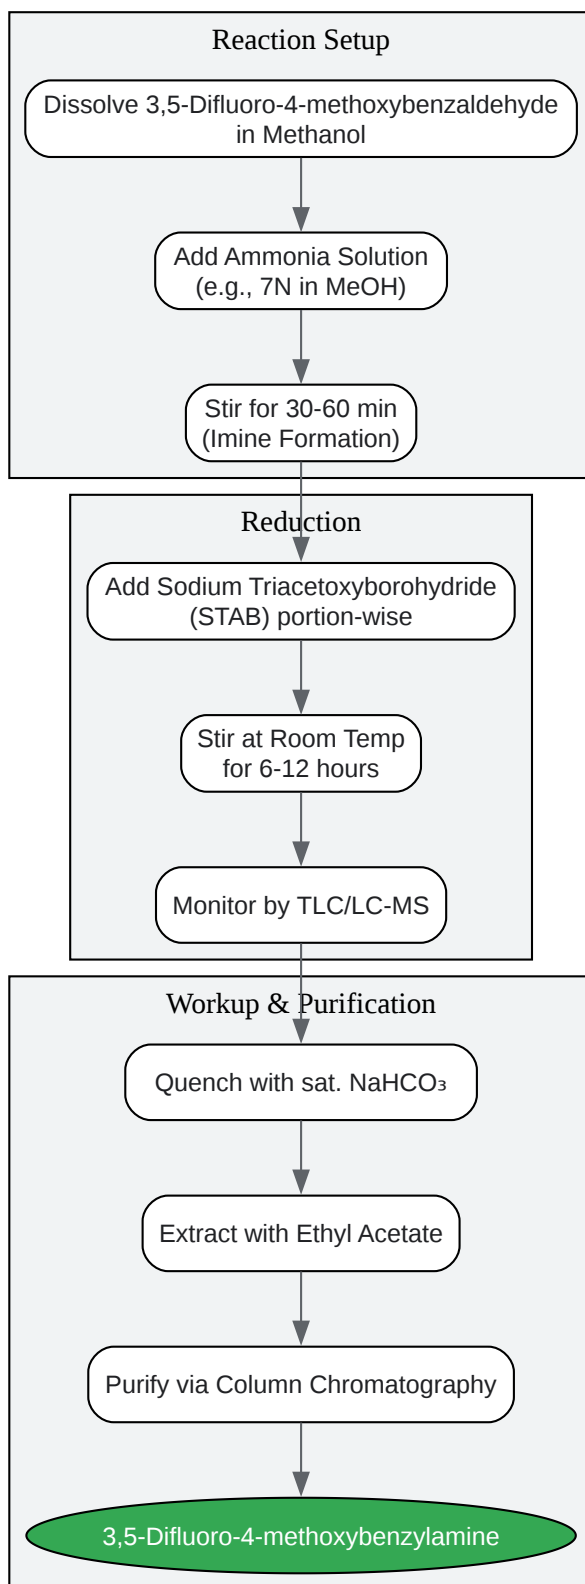 Reaction Setup
Dissolve 3,5-Difluoro-4-methoxybenzaldehyde
in Methanol
Add Ammonia Solution
(e.g., 7N in MeOH)
Stir for 30-60 min
(Imine Formation)
Reduction
Add Sodium Triacetoxyborohydride
(STAB) portion-wise
Stir at Room Temp
for 6-12 hours
Monitor by TLC/LC-MS
Workup & Purification
Quench with sat. NaHCO₃
Extract with Ethyl Acetate
Purify via Column Chromatography
3,5-Difluoro-4-methoxybenzylamine